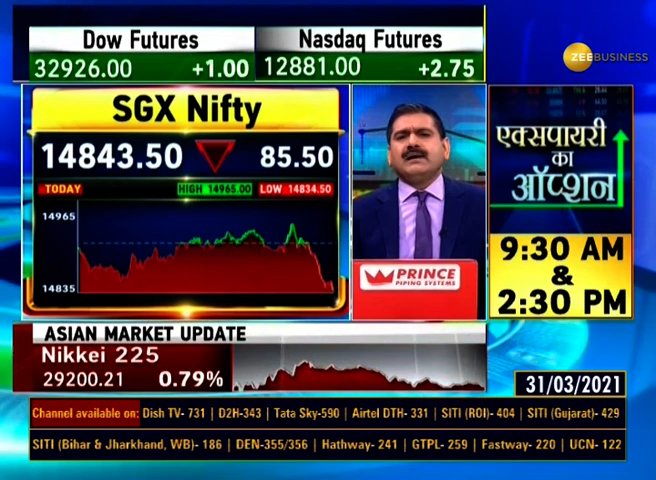 Dow Futures
32926.00 +1.00
Nasdaq Futures
12881.00 +2.75
ZEEBUSINESS
SGX Nifty
14843.50 85.50
TODAY HIGH 14965.00 LOW 14834.50
14965
14835
PRINCE
PIPING SYSTEMS
एक्सपायरी
का
ऑप्शन
9:30 AM
&
2:30 PM
ASIAN MARKET UPDATE
Nikkei 225
29200.21 0.79%
31/03/2021
Channel available on: Dish TV- 731 | D2H-343 | Tata Sky-590 | Airtel DTH- 331 | SITI (ROI)- 404 | SITI (Gujarat)- 429
SITI (Bihar & Jharkhand, WB)- 186 | DEN-355/356 | Hathway- 241 | GTPL- 259 | Fastway- 220 | UCN- 122